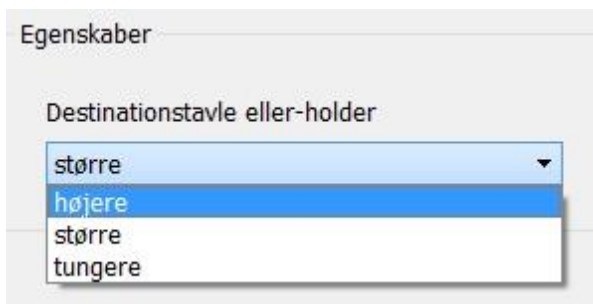 Egenskaber
Destinationstavle eller-holder
større
højere
større
tungere